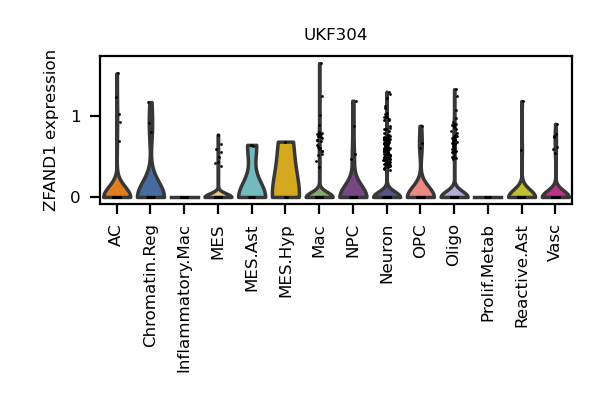 UKF304
ZFAND1 expression
1
0
AC
Chromatin.Reg
Inflammatory.Mac
MES
MES.Ast
MES.Hyp
Mac
NPC
Neuron
OPC
Oligo
Prolif.Metab
Reactive.Ast
Vasc